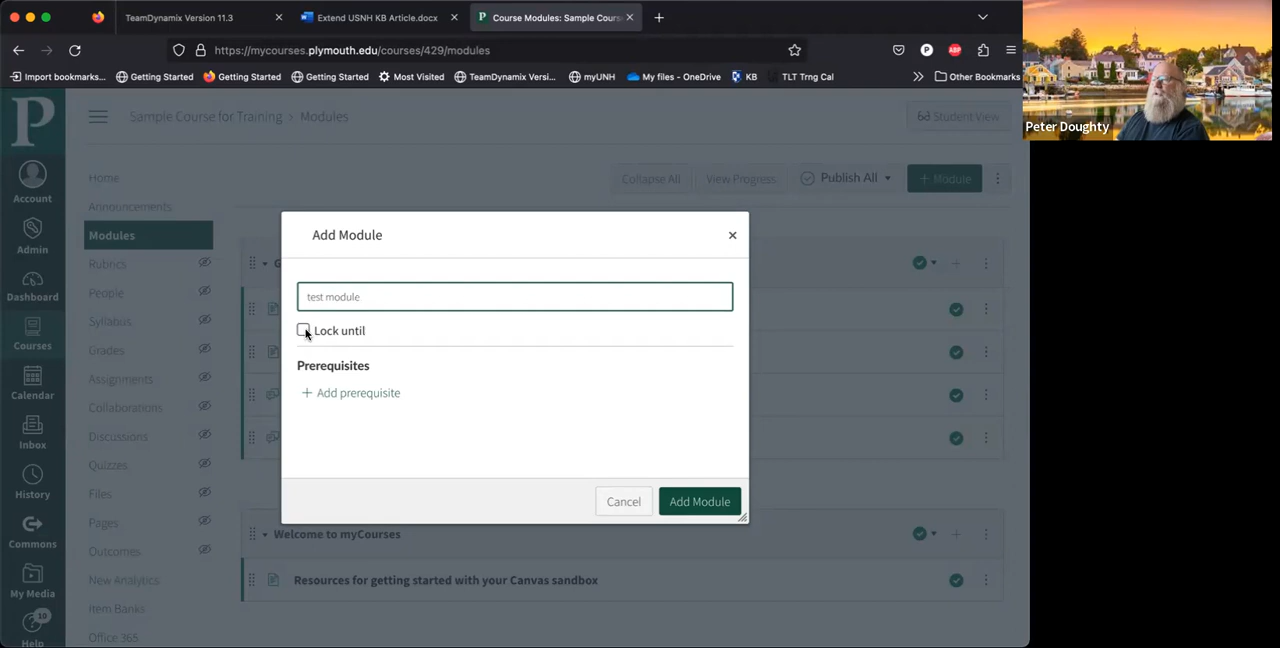 TeamDynamix Version 11.3
Extend USNH KB Article.docx
Course Modules: Sample Cours
https://mycourses.plymouth.edu/courses/429/modules
Import bookmarks...
Getting Started
Getting Started
Getting Started
Most Visited
TeamDynamix Versi...
myUNH
My files - OneDrive
KB
TLT Trng Cal
Other Bookmarks
Peter Doughty
P
Account
Admin
Dashboard
Courses
Calendar
Inbox
History
Commons
My Media
10
Help
Sample Course for Training > Modules
Student View
Home
Announcements
Modules
Rubrics
People
Syllabus
Grades
Assignments
Collaborations
Discussions
Quizzes
Files
Pages
Outcomes
New Analytics
Item Banks
Office 365
Collapse All
View Progress
Publish All
+ Module
Add Module
test module
Lock until
Prerequisites
+ Add prerequisite
Cancel
Add Module
Welcome to myCourses
Resources for getting started with your Canvas sandbox